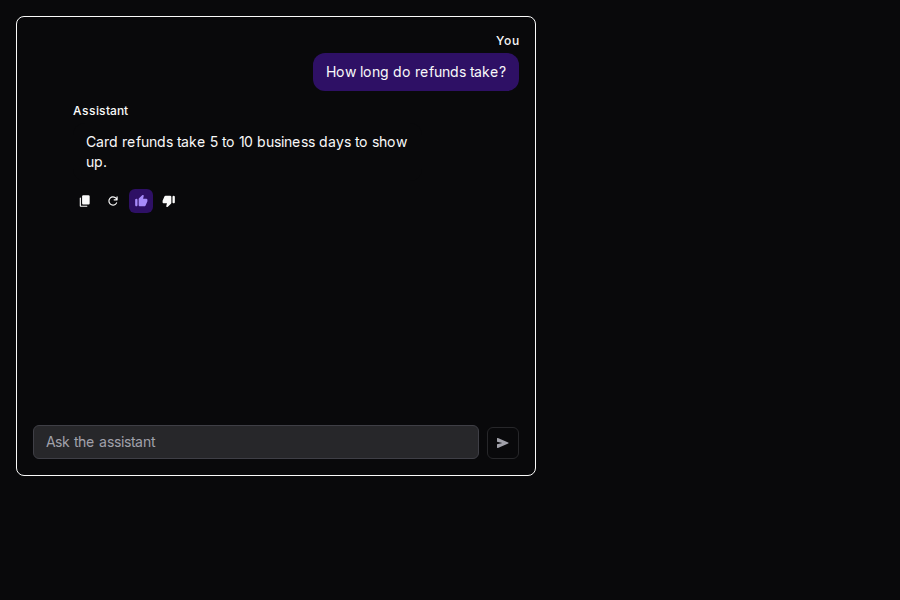 You
How long do refunds take?
Assistant
Card refunds take 5 to 10 business days to show
up.
Ask the assistant